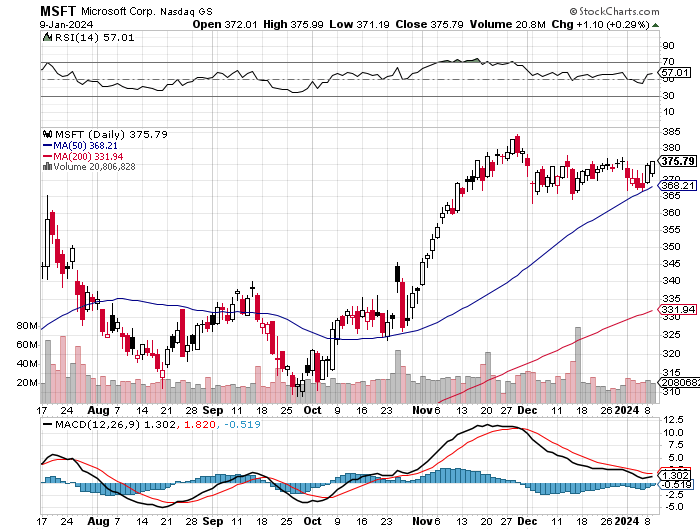 MSFT Microsoft Corp. Nasdaq GS © StockCharts.com
9-Jan-2024 Open 372.01 High 375.99 Low 371.19 Close 375.79 Volume 20.8M Chg +1.10 (+0.29%)
RSI(14) 57.01
90
70
57.01
50
30
10
MSFT (Daily) 375.79
MA(50) 368.21
MA(200) 331.94
Volume 20,806,828
385
380
375.79
370
368.21
365
360
355
350
345
340
335
331.94
330
325
320
315
310
80M
60M
40M
20M
2080682
17 24 Aug 7 14 21 28 Sep 11 18 25 Oct 9 16 23 Nov 6 13 20 27 Dec 11 18 26 2024 8
MACD(12,26,9) 1.302, 1.820, -0.519
12.5
10.0
7.5
5.0
1.302
-0.519
-2.5
-5.0
17 24 Aug 7 14 21 28 Sep 11 18 25 Oct 9 16 23 Nov 6 13 20 27 Dec 11 18 26 2024 8